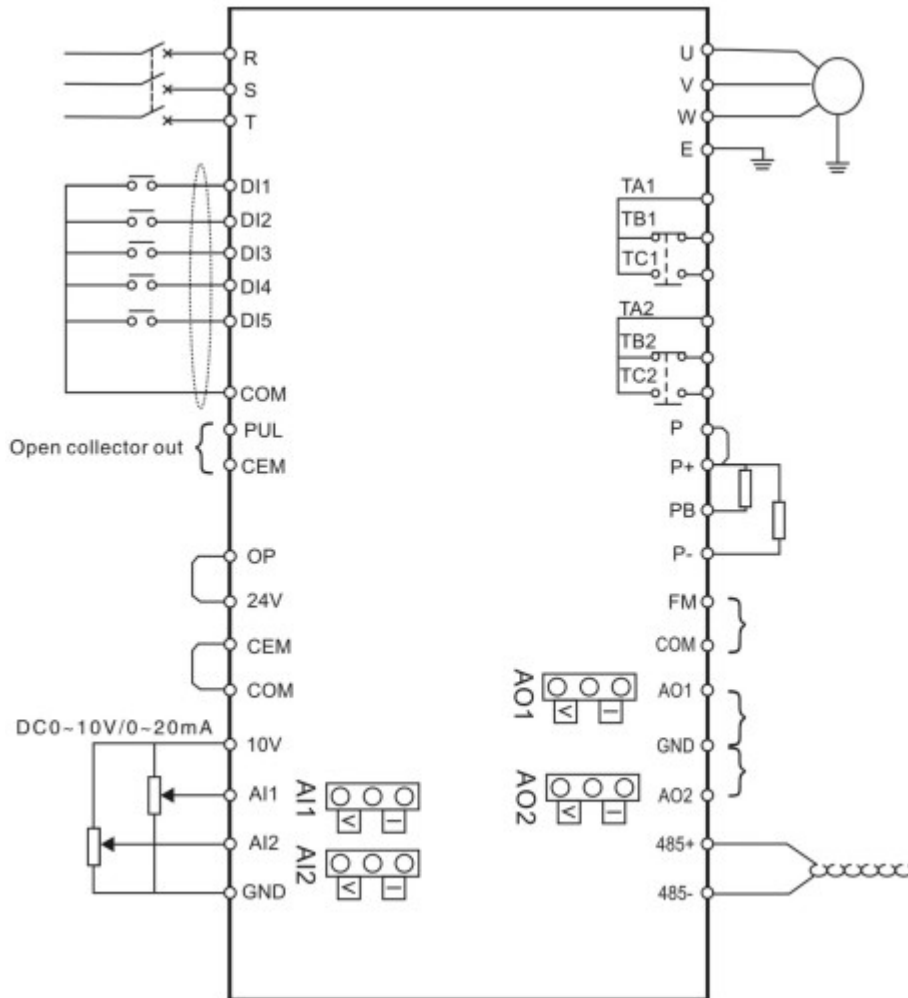 R
S
T
DI1
DI2
DI3
DI4
DI5
COM
PUL
Open collector out
CEM
OP
24V
CEM
COM
DC0~10V/0~20mA
10V
AI1
AI2
GND
AI1
V I
AI2
V I
U
V
W
E
TA1
TB1
TC1
TA2
TB2
TC2
P
P+
PB
P-
FM
COM
AO1
GND
AO2
485+
485-
AO1
V I
AO2
V I